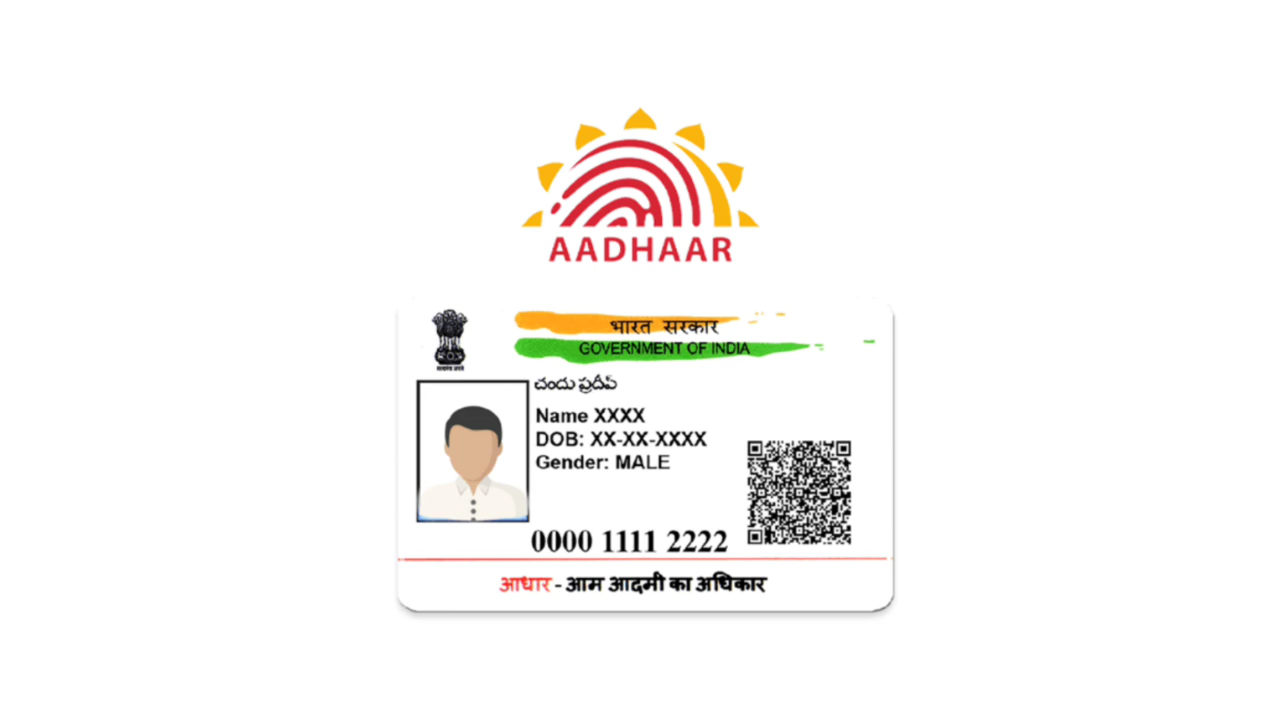 AADHAAR
भारत सरकार
GOVERNMENT OF INDIA
చందు ప్రదీప్
Name XXXX
DOB: XX-XX-XXXX
Gender: MALE
0000 1111 2222
आधार - आम आदमी का अधिकार